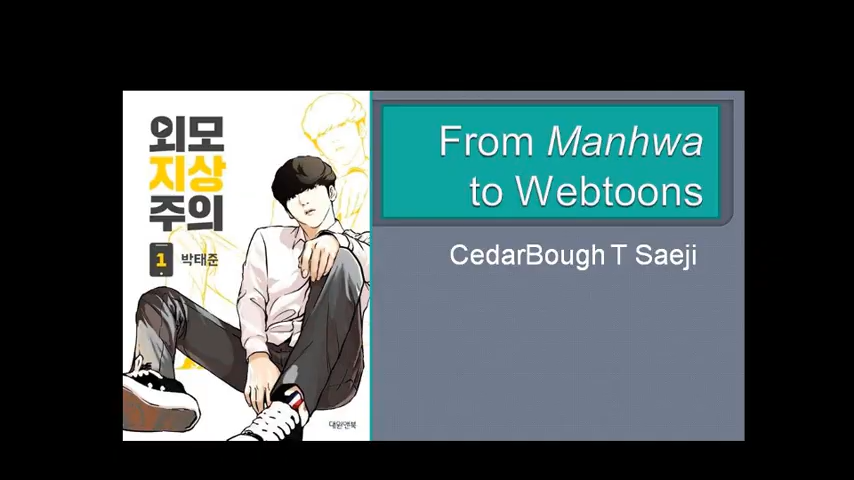 외모
지상
주의
1 박태준
대원앤북
From Manhwa
to Webtoons
CedarBough T Saeji